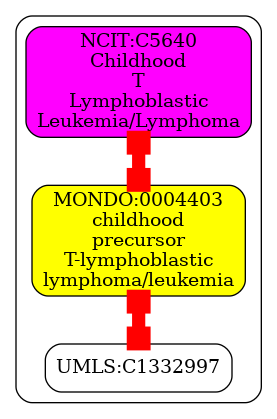 NCIT:C5640
Childhood
T
Lymphoblastic
Leukemia/Lymphoma
MONDO:0004403
childhood
precursor
T-lymphoblastic
lymphoma/leukemia
UMLS:C1332997